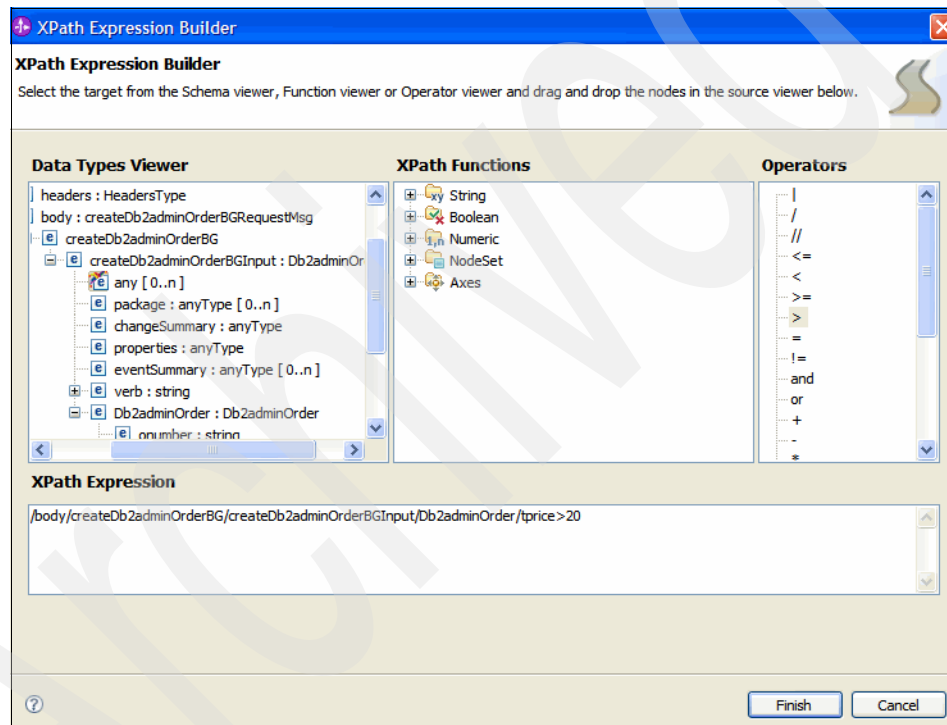 XPath Expression Builder
XPath Expression Builder
Select the target from the Schema viewer, Function viewer or Operator viewer and drag and drop the nodes in the source viewer below.
Data Types Viewer
headers : HeadersType
body : createDb2adminOrderBGRequestMsg
createDb2adminOrderBG
createDb2adminOrderBGInput : Db2adminOr
any [ 0..n ]
package : anyType [ 0..n ]
changeSummary : anyType
properties : anyType
eventSummary : anyType [ 0..n ]
verb : string
Db2adminOrder : Db2adminOrder
onumber : string
XPath Functions
String
Boolean
Numeric
NodeSet
Axes
Operators
|
/
//
<=
<
>=
>
=
!=
and
or
+
-
*
XPath Expression
/body/createDb2adminOrderBG/createDb2adminOrderBGInput/Db2adminOrder/tprice>20
Finish
Cancel
Archived